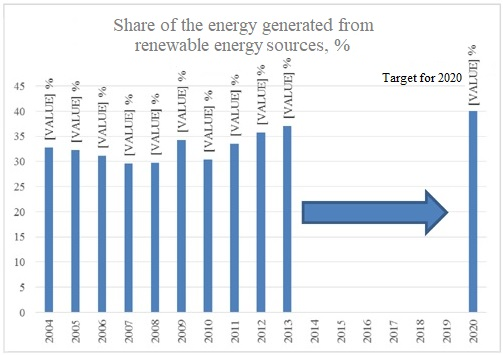 Share of the energy generated from
renewable energy sources, %
Target for 2020
[VALUE] %
[VALUE] %
[VALUE] %
[VALUE] %
[VALUE] %
[VALUE] %
[VALUE] %
[VALUE] %
[VALUE] %
[VALUE] %
[VALUE] %
45
40
35
30
25
20
15
10
5
0
2004
2005
2006
2007
2008
2009
2010
2011
2012
2013
2014
2015
2016
2017
2018
2019
2020